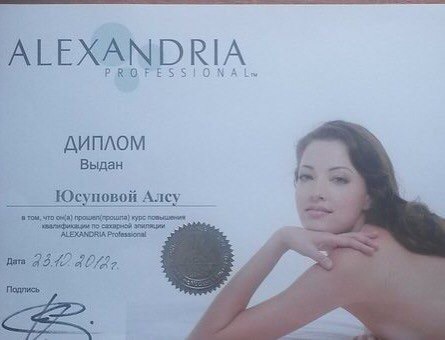 ALEXANDRIA
PROFESSIONAL™
ДИПЛОМ
Выдан
Юсуповой Алсу
в том, что он(а) прошел(прошла) курс повышения
квалификации по сахарной эпиляции
ALEXANDRIA Professional
Дата 23.10.2012г.
Подпись